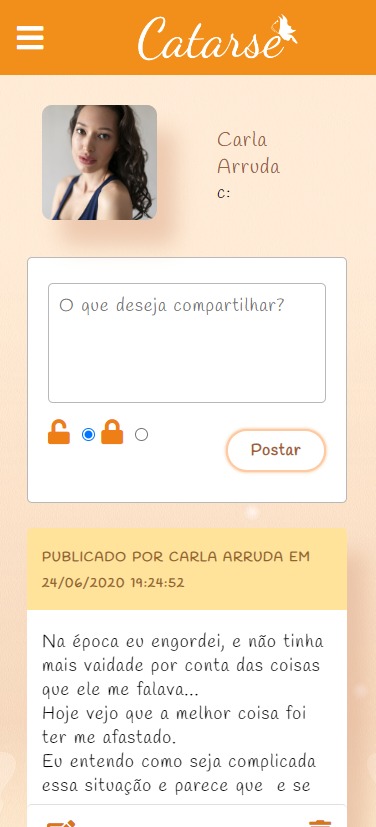 Catarse
Carla
Arruda
c:
O que deseja compartilhar?
Postar
PUBLICADO POR CARLA ARRUDA EM
24/06/2020 19:24:52
Na época eu engordei, e não tinha
mais vaidade por conta das coisas
que ele me falava...
Hoje vejo que a melhor coisa foi
ter me afastado.
Eu entendo como seja complicada
essa situação e parece que  e se